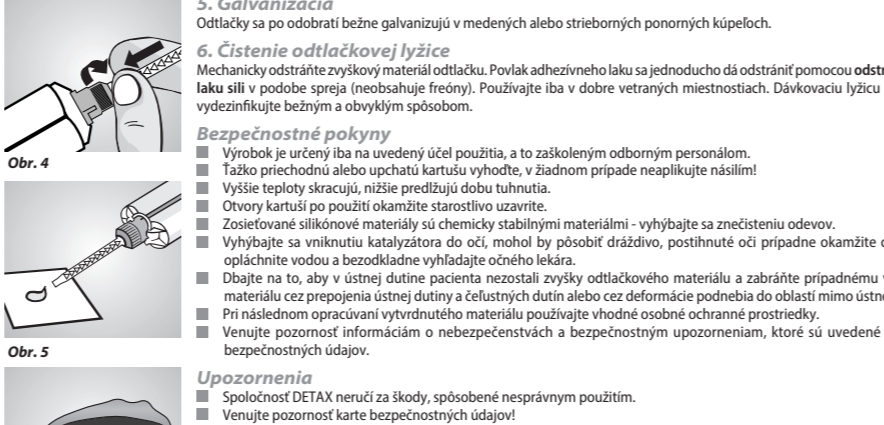 5. Galvanizácia
Odtlačky sa po odobratí bežne galvanizujú v medených alebo strieborných ponorných kúpeľoch.
6. Čistenie odtlačkovej lyžice
Mechanicky odstráňte zvyškový materiál odtlačku. Povlak adhezívneho laku sa jednoducho dá odstrániť pomocou
laku sili v podobe spreja (neobsahuje freóny). Používajte iba v dobre vetraných miestnostiach. Dávkovaciu lyžicu
vydezinfikujte bežným a obvyklým spôsobom.
Obr. 4
Bezpečnostné pokyny
Výrobok je určený iba na uvedený účel použitia, a to zaškoleným odborným personálom.
Ťažko priechodnú alebo upchatú kartušu vyhoďte, v žiadnom prípade neaplikujte násilím!
Vyššie teploty skracujú, nižšie predlžujú dobu tuhnutia.
Otvory kartuší po použití okamžite starostlivo uzavrite.
Zosieťované silikónové materiály sú chemicky stabilnými materiálmi - vyhýbajte sa znečisteniu odevov.
Vyhýbajte sa vniknutiu katalyzátora do očí, mohol by pôsobiť dráždivo, postihnuté oči prípadne okamžite
opláchnite vodou a bezodkladne vyhľadajte očného lekára.
Dbajte na to, aby v ústnej dutine pacienta nezostali zvyšky odtlačkového materiálu a zabráňte prípadnému
materiálu cez prepojenia ústnej dutiny a čeľustných dutín alebo cez deformácie podnebia do oblastí mimo
Pri následnom opracúvaní vytvrdnutého materiálu používajte vhodné osobné ochranné prostriedky.
Venujte pozornosť informáciám o nebezpečenstvách a bezpečnostným upozorneniam, ktoré sú uvedené
bezpečnostných údajov.
Obr. 5
Upozornenia
Spoločnosť DETAX neručí za škody, spôsobené nesprávnym použitím.
Venujte pozornosť karte bezpečnostných údajov!